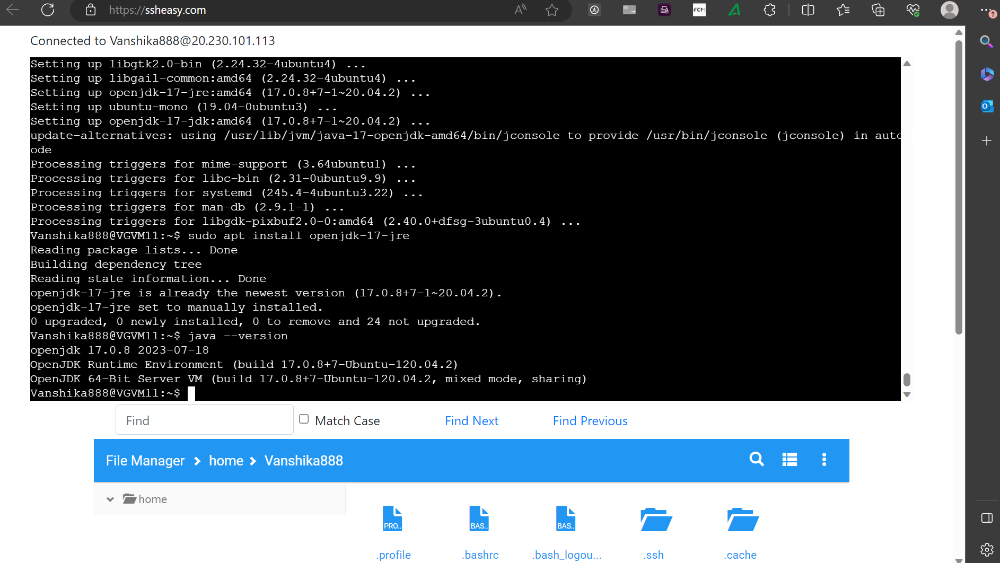 https://ssheasy.com
FCM
Connected to Vanshika888@20.230.101.113
Setting up libgtk2.0-bin (2.24.32-4ubuntu4) ...
Setting up libgail-common:amd64 (2.24.32-4ubuntu4) ...
Setting up openjdk-17-jre:amd64 (17.0.8+7-1~20.04.2) ...
Setting up ubuntu-mono (19.04-0ubuntu3) ...
Setting up openjdk-17-jdk:amd64 (17.0.8+7-1~20.04.2) ...
update-alternatives: using /usr/lib/jvm/java-17-openjdk-amd64/bin/jconsole to provide /usr/bin/jconsole (jconsole) in auto
ode
Processing triggers for mime-support (3.64ubuntu1) ...
Processing triggers for libc-bin (2.31-0ubuntu9.9) ...
Processing triggers for systemd (245.4-4ubuntu3.22) ...
Processing triggers for man-db (2.9.1-1) ...
Processing triggers for libgdk-pixbuf2.0-0:amd64 (2.40.0+dfsg-3ubuntu0.4) ...
Vanshika888@VGVM11:~$ sudo apt install openjdk-17-jre
Reading package lists... Done
Building dependency tree
Reading state information... Done
openjdk-17-jre is already the newest version (17.0.8+7-1~20.04.2).
openjdk-17-jre set to manually installed.
0 upgraded, 0 newly installed, 0 to remove and 24 not upgraded.
Vanshika888@VGVM11:~$ java --version
openjdk 17.0.8 2023-07-18
OpenJDK Runtime Environment (build 17.0.8+7-Ubuntu-120.04.2)
OpenJDK 64-Bit Server VM (build 17.0.8+7-Ubuntu-120.04.2, mixed mode, sharing)
Vanshika888@VGVM11:~$
Find Match Case Find Next Find Previous
File Manager home Vanshika888
home
PRO.. BAS.. BAS..
.profile .bashrc .bash_logou... .ssh .cache